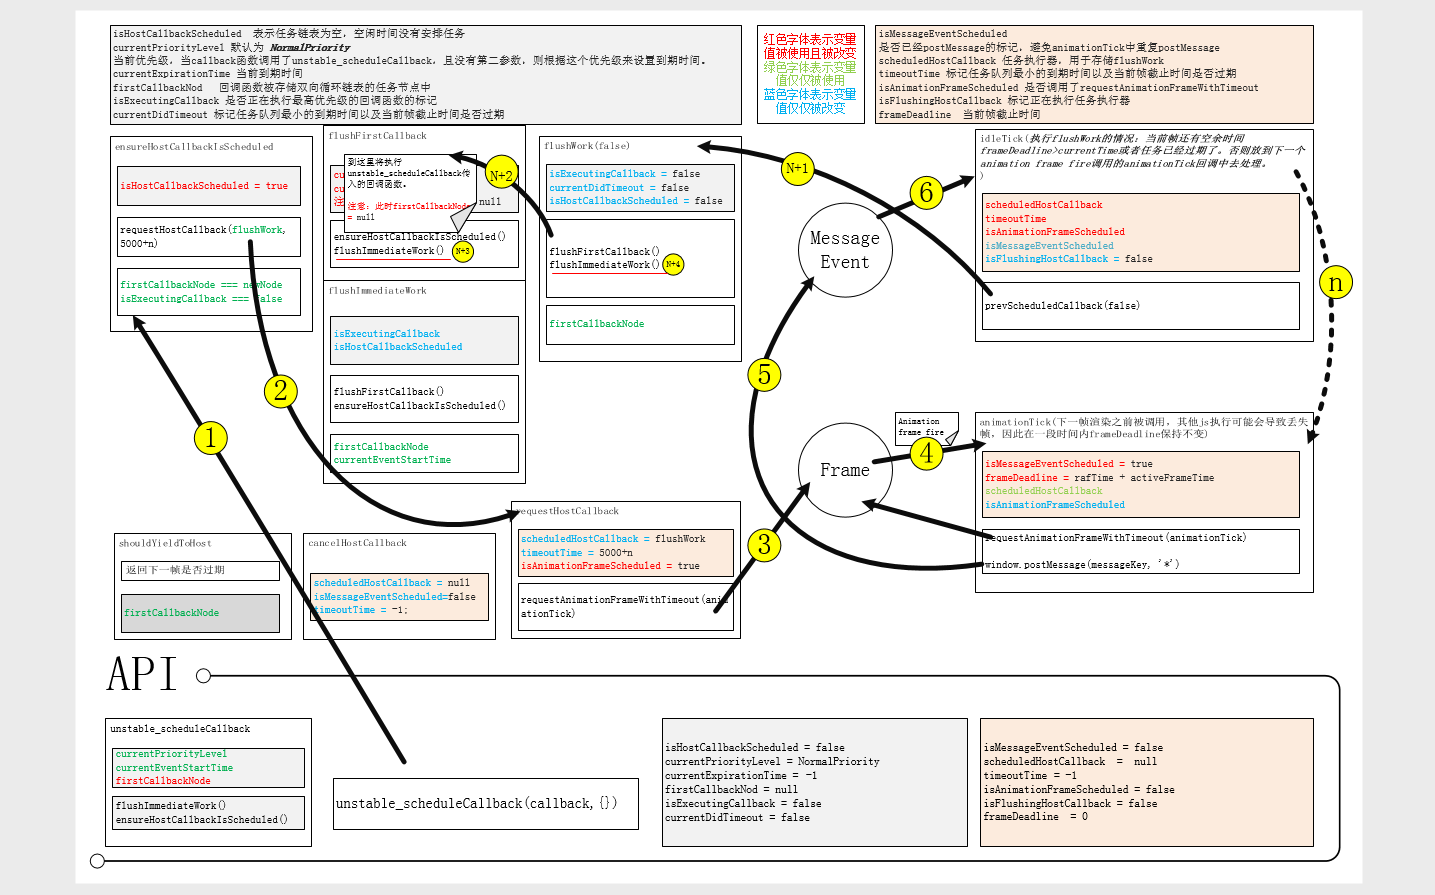 isHostCallbackScheduled  表示任务链表为空，空闲时间没有安排任务
currentPriorityLevel 默认为 NormalPriority
当前优先级，当callback函数调用了unstable_scheduleCallback，且没有第二参数，则根据这个优先级来设置到期时间。
currentExpirationTime 当前到期时间
firstCallbackNod   回调函数被存储双向循环链表的任务节点中
isExecutingCallback 是否正在执行最高优先级的回调函数的标记
currentDidTimeout 标记任务队列最小的到期时间以及当前帧截止时间是否过期
红色字体表示变量
值被使用且被改变
绿色字体表示变量
值仅仅被使用
蓝色字体表示变量
值仅仅被改变
isMessageEventScheduled
是否已经postMessage的标记，避免animationTick中重复postMessage
scheduledHostCallback 任务执行器，用于存储flushWork
timeoutTime 标记任务队列最小的到期时间以及当前帧截止时间是否过期
isAnimationFrameScheduled 是否调用了requestAnimationFrameWithTimeout
isFlushingHostCallback 标记正在执行任务执行器
frameDeadline  当前帧截止时间
ensureHostCallbackIsScheduled
isHostCallbackScheduled = true
requestHostCallback(flushWork,
5000+n)
firstCallbackNode === newNode
isExecutingCallback === false
flushFirstCallback
到这里将执行
unstable_scheduleCallback传
入的回调函数。
注意：此时firstCallbackNode
= null
cu
cu
注
null
N+2
ensureHostCallbackIsScheduled()
flushImmediateWork()
N+3
flushImmediateWork
isExecutingCallback
isHostCallbackScheduled
flushFirstCallback()
ensureHostCallbackIsScheduled()
firstCallbackNode
currentEventStartTime
flushWork(false)
isExecutingCallback = false
currentDidTimeout = false
isHostCallbackScheduled = false
flushFirstCallback()
flushImmediateWork()
N+4
firstCallbackNode
N+1
6
Message
Event
idleTick(执行flushWork的情况：当前帧还有空余时间
frameDeadline>currentTime或者任务已经过期了。否则放到下一个
animation frame fire调用的animationTick回调中去处理。
)
scheduledHostCallback
timeoutTime
isAnimationFrameScheduled
isMessageEventScheduled
isFlushingHostCallback = false
prevScheduledCallback(false)
n
5
2
1
Frame
Animation
frame fire
4
animationTick(下一帧渲染之前被调用，其他js执行可能会导致丢失
帧，因此在一段时间内frameDeadline保持不变)
isMessageEventScheduled = true
frameDeadline = rafTime + activeFrameTime
scheduledHostCallback
isAnimationFrameScheduled
requestAnimationFrameWithTimeout(animationTick)
window.postMessage(messageKey, '*')
3
requestHostCallback
scheduledHostCallback = flushWork
timeoutTime = 5000+n
isAnimationFrameScheduled = true
requestAnimationFrameWithTimeout(anim
ationTick)
shouldYieldToHost
返回下一帧是否过期
firstCallbackNode
cancelHostCallback
scheduledHostCallback = null
isMessageEventScheduled=false
timeoutTime = -1;
API
unstable_scheduleCallback
currentPriorityLevel
currentEventStartTime
firstCallbackNode
flushImmediateWork()
ensureHostCallbackIsScheduled()
unstable_scheduleCallback(callback,{})
isHostCallbackScheduled = false
currentPriorityLevel = NormalPriority
currentExpirationTime = -1
firstCallbackNod = null
isExecutingCallback = false
currentDidTimeout = false
isMessageEventScheduled = false
scheduledHostCallback  =  null
timeoutTime = -1
isAnimationFrameScheduled = false
isFlushingHostCallback = false
frameDeadline  = 0